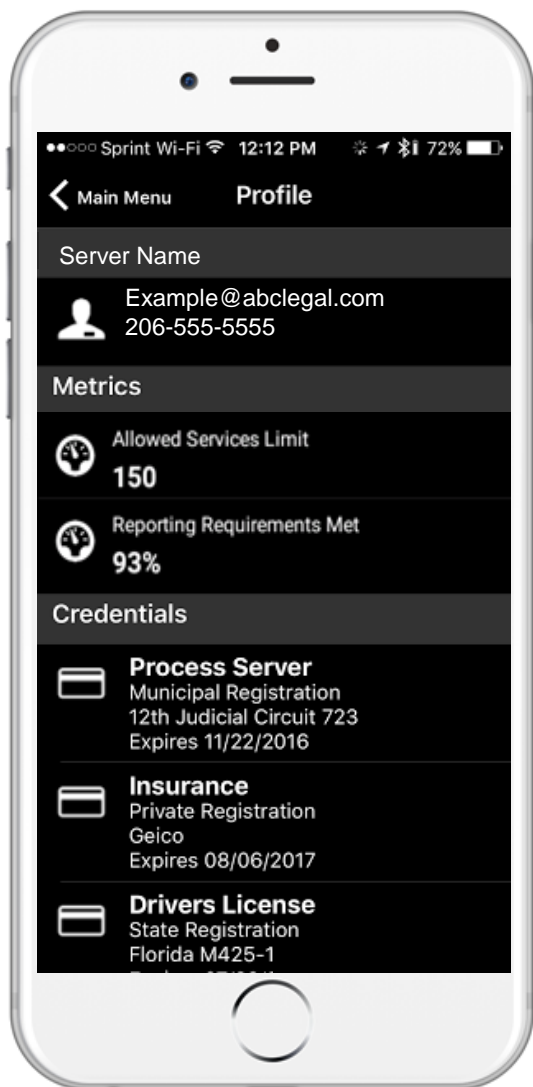 Sprint Wi-Fi 12:12 PM 72%
Main Menu Profile
Server Name
Example@abclegal.com
206-555-5555
Metrics
Allowed Services Limit
150
Reporting Requirements Met
93%
Credentials
Process Server
Municipal Registration
12th Judicial Circuit 723
Expires 11/22/2016
Insurance
Private Registration
Geico
Expires 08/06/2017
Drivers License
State Registration
Florida M425-1